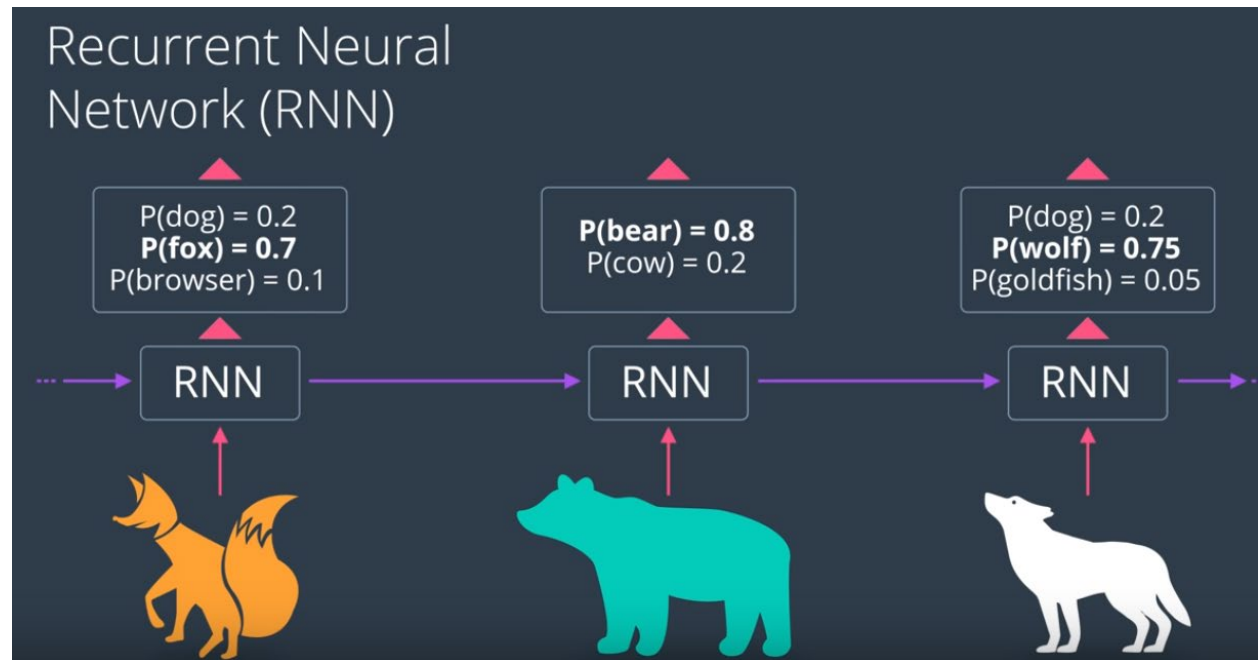 Recurrent Neural
Network (RNN)
P(dog) = 0.2
P(fox) = 0.7
P(browser) = 0.1
P(bear) = 0.8
P(cow) = 0.2
P(dog) = 0.2
P(wolf) = 0.75
P(goldfish) = 0.05
RNN
RNN
RNN